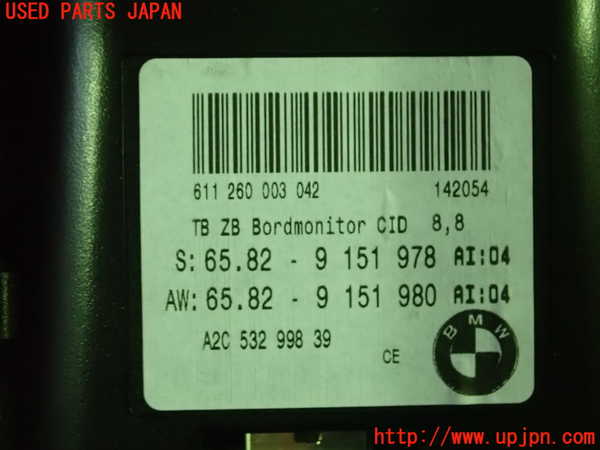 USED PARTS JAPAN
611 260 003 042 142054
TB ZB Bordmonitor CID 8,8
S: 65.82 - 9 151 978 AI:04
AW: 65.82 - 9 151 980 AI:04
A2C 532 998 39
CE
BMW
http://www.upjpn.com/